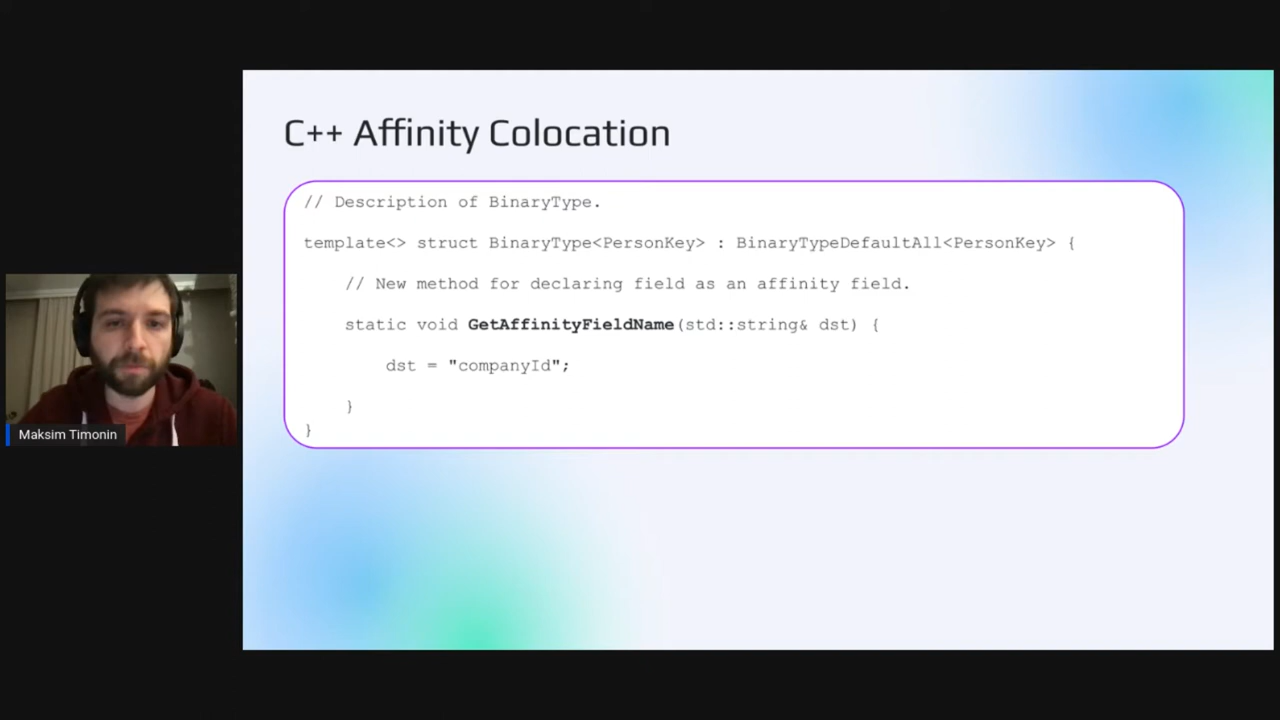 C++ Affinity Colocation
// Description of BinaryType.
template<> struct BinaryType<PersonKey> : BinaryTypeDefaultAll<PersonKey> {
// New method for declaring field as an affinity field.
static void GetAffinityFieldName(std::string& dst) {
dst = "companyId";
}
}
Maksim Timonin